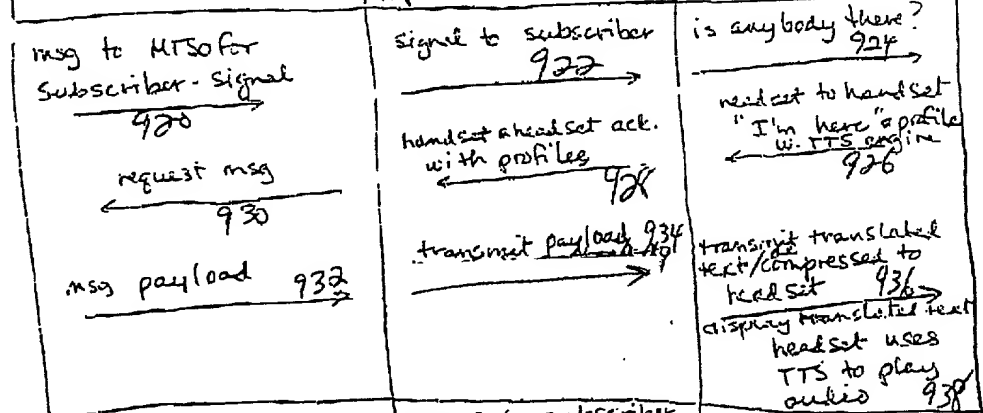 msg to MTSO for
Subscriber - Signal
920
request msg
930
msg payload 932
signal to subscriber
922
handset & headset ack.
with profiles
928
transmit payload 934
is anybody there?
924
headset to handset
"I'm here" & profile
w. TTS engine
926
transmit translated
text/compressed to
headset 936
display translated text
headset uses
TTS to play
audio 938
subscriber